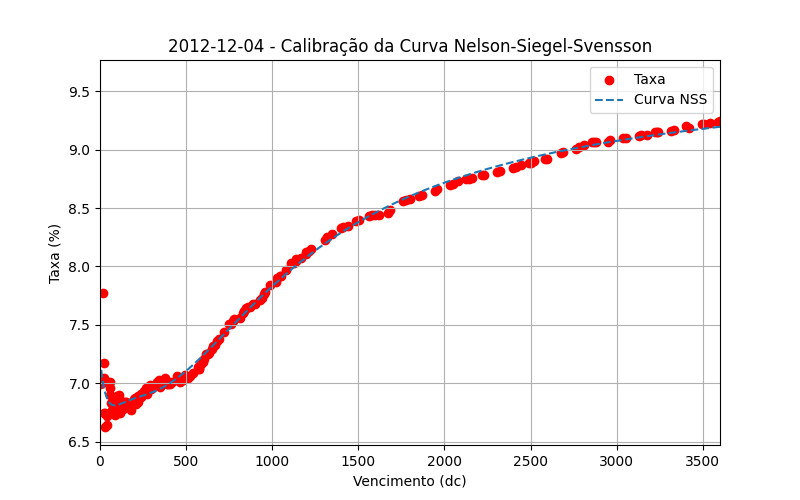 2012-12-04 - Calibração da Curva Nelson-Siegel-Svensson
Taxa
Curva NSS
Taxa (%)
9.5
9.0
8.5
8.0
7.5
7.0
6.5
0 500 1000 1500 2000 2500 3000 3500
Vencimento (dc)